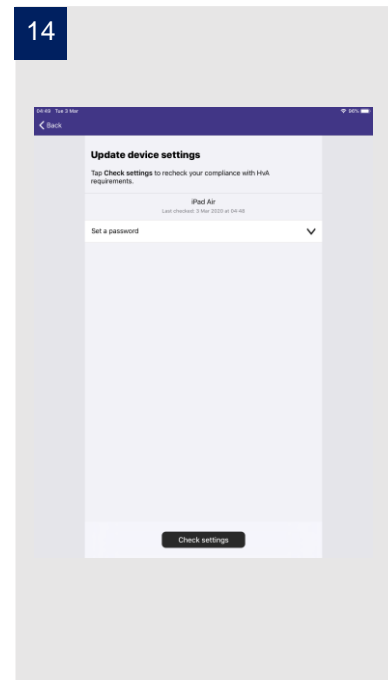 14
04:49 Tue 3 Mar
96%
Back
Update device settings
Tap Check settings to recheck your compliance with HvA
requirements.
iPad Air
Last checked: 3 Mar 2020 at 04:48
Set a password
Check settings